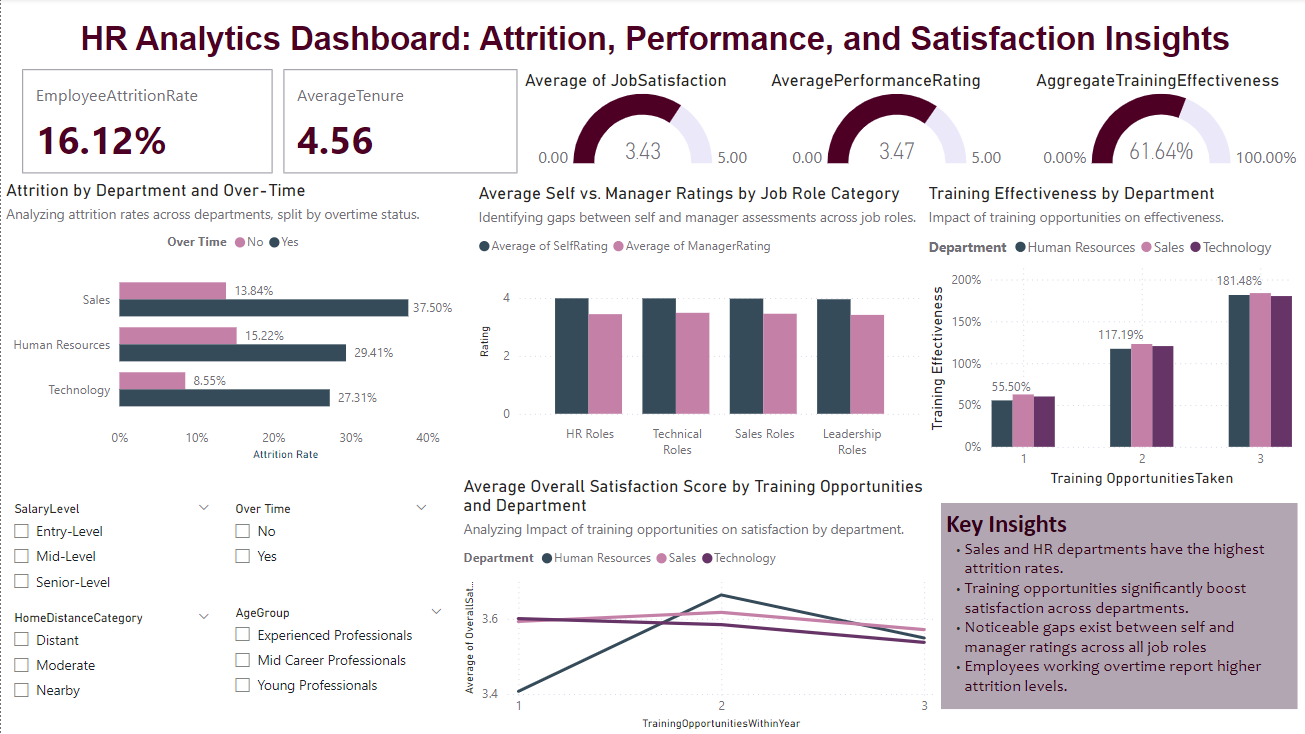 HR Analytics Dashboard: Attrition, Performance, and Satisfaction Insights
EmployeeAttritionRate
16.12%
AverageTenure
4.56
Average of JobSatisfaction
0.00
3.43
5.00
AveragePerformanceRating
0.00
3.47
5.00
AggregateTrainingEffectiveness
0.00%
61.64%
100.00%
Attrition by Department and Over-Time
Analyzing attrition rates across departments, split by overtime status.
Over Time No Yes
Sales
13.84%
37.50%
Human Resources
15.22%
29.41%
Technology
8.55%
27.31%
0% 10% 20% 30% 40%
Attrition Rate
Average Self vs. Manager Ratings by Job Role Category
Identifying gaps between self and manager assessments across job roles.
Average of SelfRating Average of ManagerRating
Rating
4
2
0
HR Roles
Technical
Roles
Sales Roles
Leadership
Roles
Training Effectiveness by Department
Impact of training opportunities on effectiveness.
Department Human Resources Sales Technology
Training Effectiveness
200%
150%
100%
50%
0%
55.50%
117.19%
181.48%
1 2 3
Training OpportunitiesTaken
SalaryLevel
Entry-Level
Mid-Level
Senior-Level
Over Time
No
Yes
HomeDistanceCategory
Distant
Moderate
Nearby
AgeGroup
Experienced Professionals
Mid Career Professionals
Young Professionals
Average Overall Satisfaction Score by Training Opportunities
and Department
Analyzing Impact of training opportunities on satisfaction by department.
Department Human Resources Sales Technology
Average of OverallSat...
3.6
3.4
1 2 3
TrainingOpportunitiesWithinYear
Key Insights
• Sales and HR departments have the highest
attrition rates.
• Training opportunities significantly boost
satisfaction across departments.
• Noticeable gaps exist between self and
manager ratings across all job roles
• Employees working overtime report higher
attrition levels.